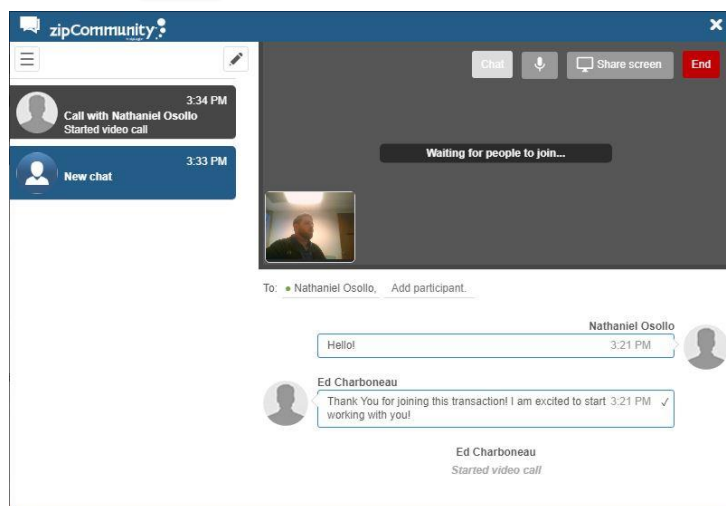 zipCommunity
Chat
Share screen
End
3:34 PM
Call with Nathaniel Osollo
Started video call
3:33 PM
New chat
Waiting for people to join...
To: Nathaniel Osollo, Add participant.
Nathaniel Osollo
Hello! 3:21 PM
Ed Charboneau
Thank You for joining this transaction! I am excited to start 3:21 PM
working with you!
Ed Charboneau
Started video call